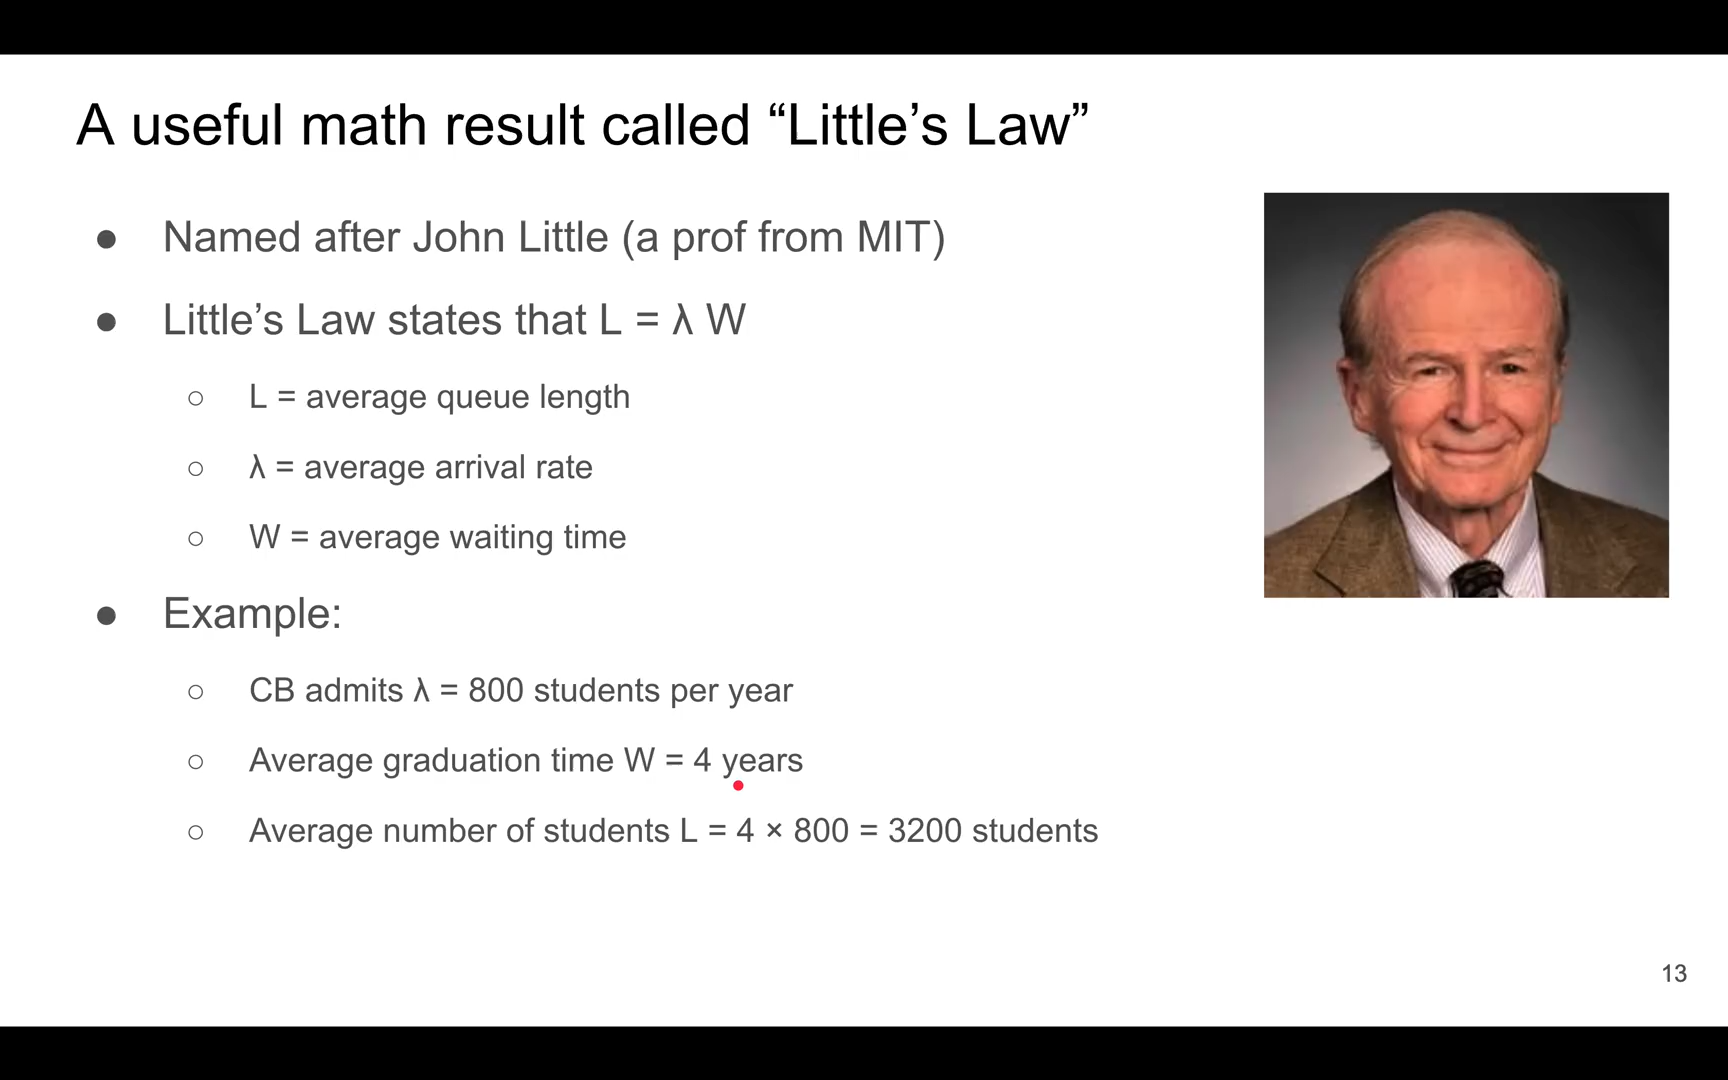 A useful math result called “Little’s Law”
● Named after John Little (a prof from MIT)
● Little’s Law states that L = λ W
○ L = average queue length
○ λ = average arrival rate
○ W = average waiting time
● Example:
○ CB admits λ = 800 students per year
○ Average graduation time W = 4 years
○ Average number of students L = 4 × 800 = 3200 students
13